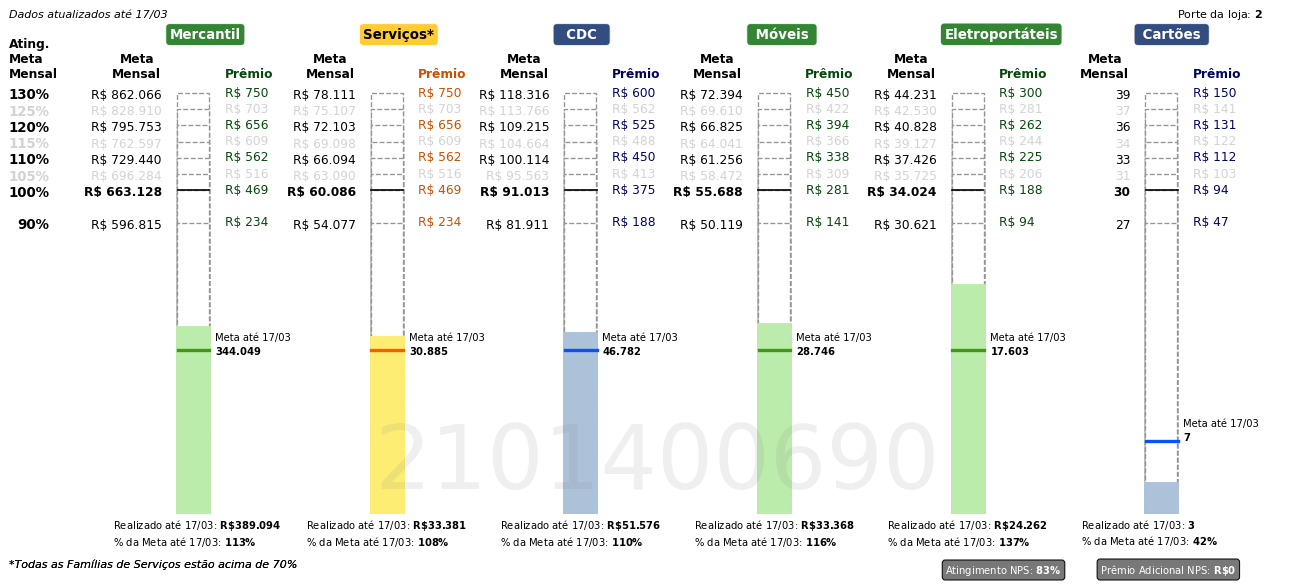 Dados atualizados até 17/03 Porte da loja: 2
Mercantil Serviços* CDC Móveis Eletroportáteis Cartões
Ating.
Meta Meta Meta Meta Meta Meta Meta
Mensal Mensal Prêmio Mensal Prêmio Mensal Prêmio Mensal Prêmio Mensal Prêmio Mensal Prêmio
130% R$ 862.066 R$ 750 R$ 78.111 R$ 750 R$ 118.316 R$ 600 R$ 72.394 R$ 450 R$ 44.231 R$ 300 39 R$ 150
125% R$ 828.910 R$ 703 R$ 75.107 R$ 703 R$ 113.766 R$ 562 R$ 69.610 R$ 422 R$ 42.530 R$ 281 37 R$ 141
120% R$ 795.753 R$ 656 R$ 72.103 R$ 656 R$ 109.215 R$ 525 R$ 66.825 R$ 394 R$ 40.828 R$ 262 36 R$ 131
115% R$ 762.597 R$ 609 R$ 69.098 R$ 609 R$ 104.664 R$ 488 R$ 64.041 R$ 366 R$ 39.127 R$ 244 34 R$ 122
110% R$ 729.440 R$ 562 R$ 66.094 R$ 562 R$ 100.114 R$ 450 R$ 61.256 R$ 338 R$ 37.426 R$ 225 33 R$ 112
105% R$ 696.284 R$ 516 R$ 63.090 R$ 516 R$ 95.563 R$ 413 R$ 58.472 R$ 309 R$ 35.725 R$ 206 31 R$ 103
100% R$ 663.128 R$ 469 R$ 60.086 R$ 469 R$ 91.013 R$ 375 R$ 55.688 R$ 281 R$ 34.024 R$ 188 30 R$ 94
90% R$ 596.815 R$ 234 R$ 54.077 R$ 234 R$ 81.911 R$ 188 R$ 50.119 R$ 141 R$ 30.621 R$ 94 27 R$ 47
Meta até 17/03 Meta até 17/03 Meta até 17/03 Meta até 17/03 Meta até 17/03
344.049 30.885 46.782 28.746 17.603
Meta até 17/03
7
2101400690
Realizado até 17/03: R$389.094 Realizado até 17/03: R$33.381 Realizado até 17/03: R$51.576 Realizado até 17/03: R$33.368 Realizado até 17/03: R$24.262 Realizado até 17/03: 3
% da Meta até 17/03: 113% % da Meta até 17/03: 108% % da Meta até 17/03: 110% % da Meta até 17/03: 116% % da Meta até 17/03: 137% % da Meta até 17/03: 42%
*Todas as Famílias de Serviços estão acima de 70% Atingimento NPS: 83% Prêmio Adicional NPS: R$0